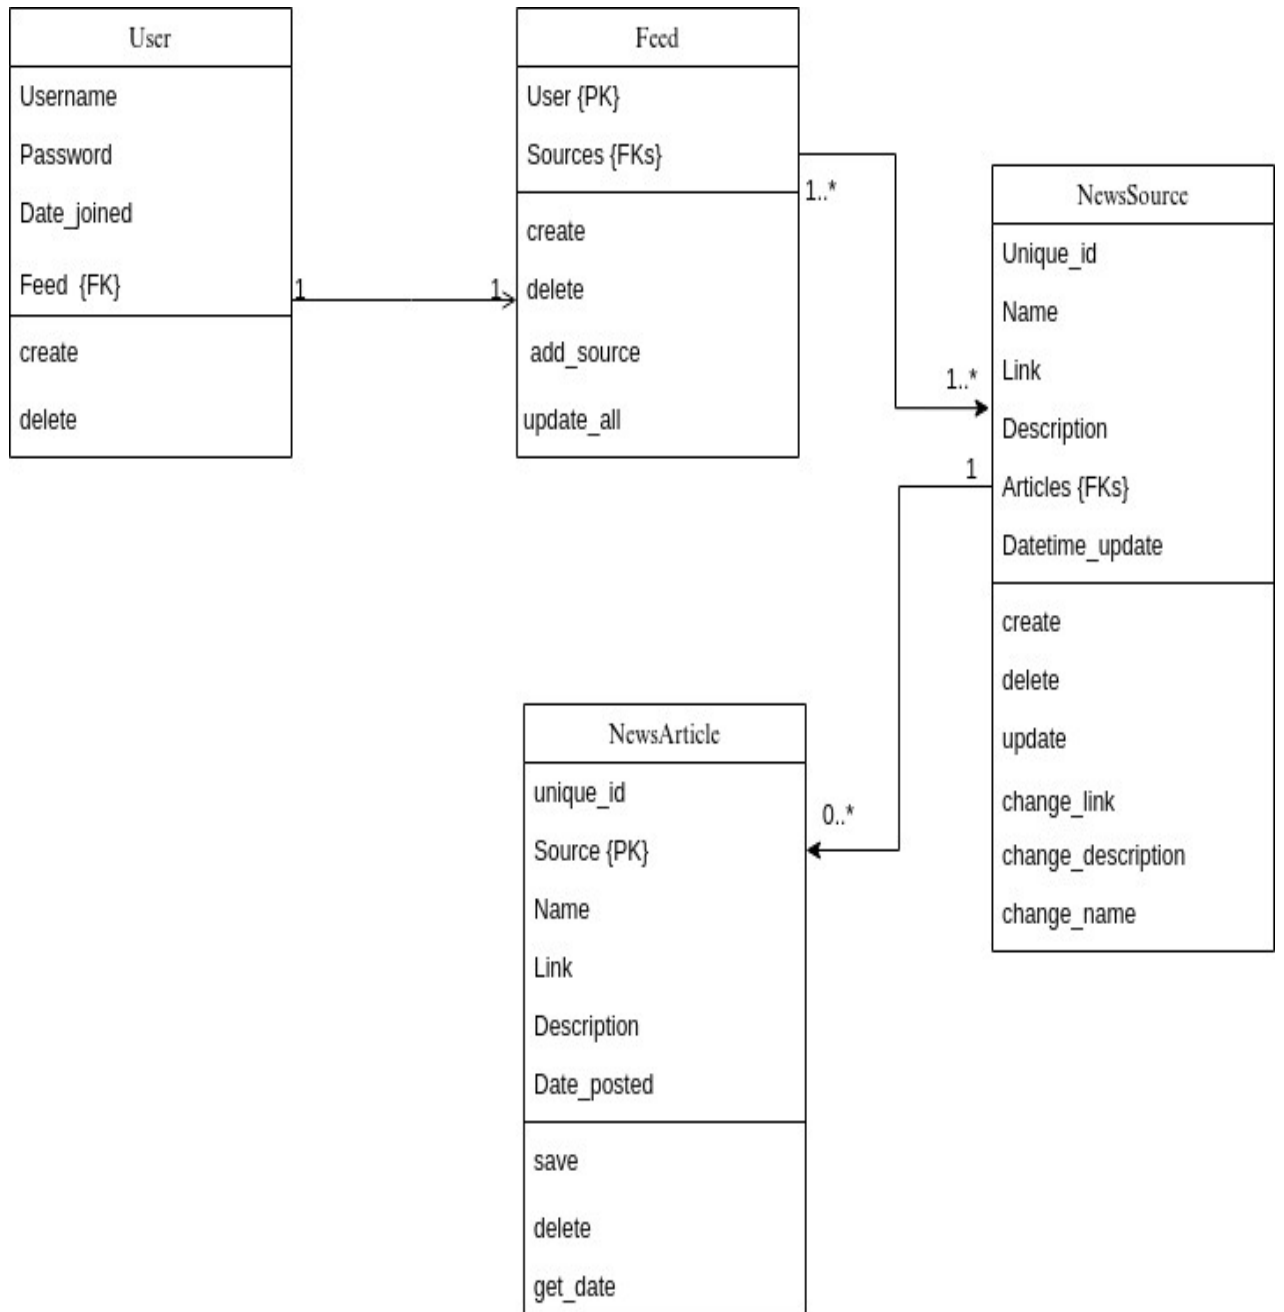 User
Username
Password
Date_joined
Feed {FK}
create
delete
1
1
Feed
User {PK}
Sources {FKs}
create
delete
add_source
update_all
1..*
1..*
NewsSource
Unique_id
Name
Link
Description
Articles {FKs}
Datetime_update
create
delete
update
change_link
change_description
change_name
1
0..*
NewsArticle
unique_id
Source {PK}
Name
Link
Description
Date_posted
save
delete
get_date